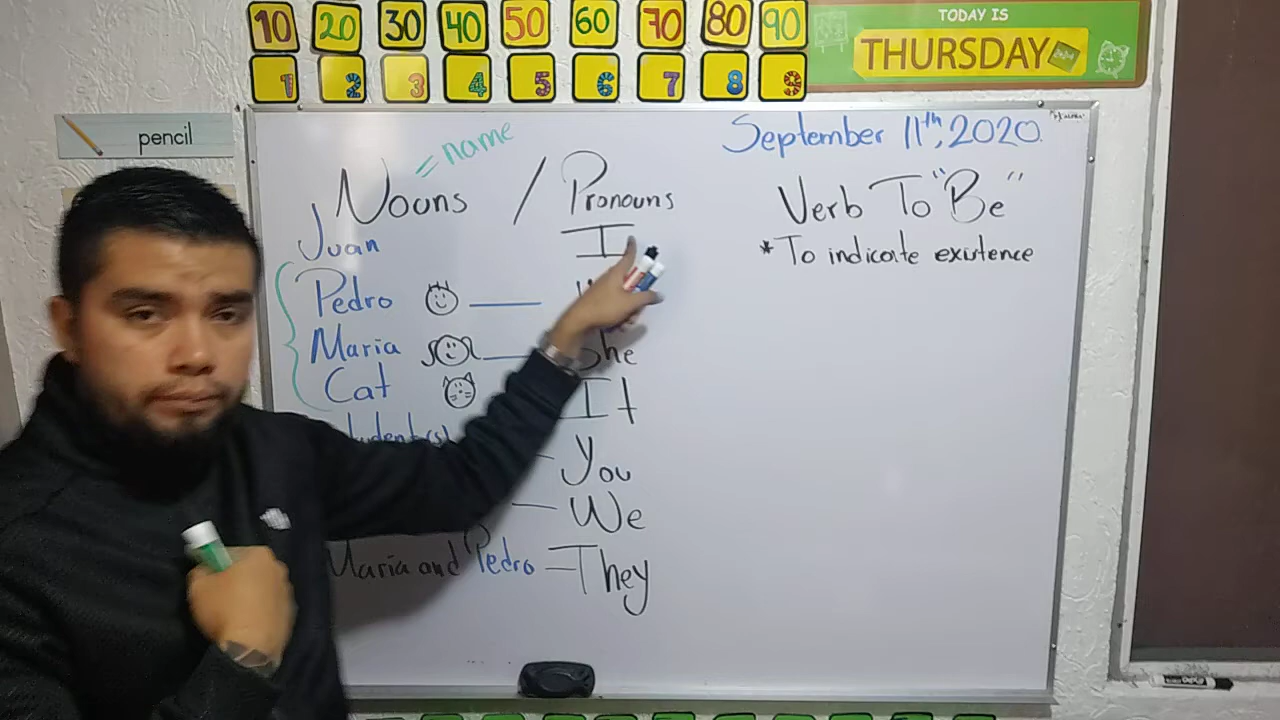 10 20 30 40 50 60 70 80 90
1 2 3 4 5 6 7 8 9
TODAY IS
THURSDAY
pencil
= name
September 11th, 2020.
Nouns / Pronouns
Verb To "Be"
Juan I
* To indicate existence
Pedro
Maria She
Cat It
Student(s) You
We
Maria and Pedro They